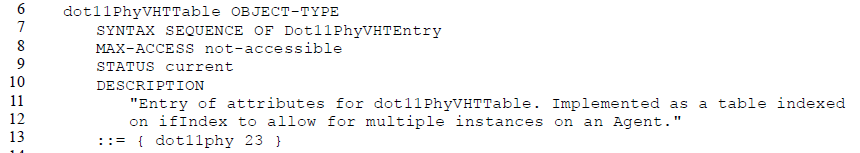 6 dot11PhyVHTTable OBJECT-TYPE
7 SYNTAX SEQUENCE OF Dot11PhyVHTEntry
8 MAX-ACCESS not-accessible
9 STATUS current
10 DESCRIPTION
11 "Entry of attributes for dot11PhyVHTTable. Implemented as a table indexed
12 on ifIndex to allow for multiple instances on an Agent."
13 ::= { dot11phy 23 }